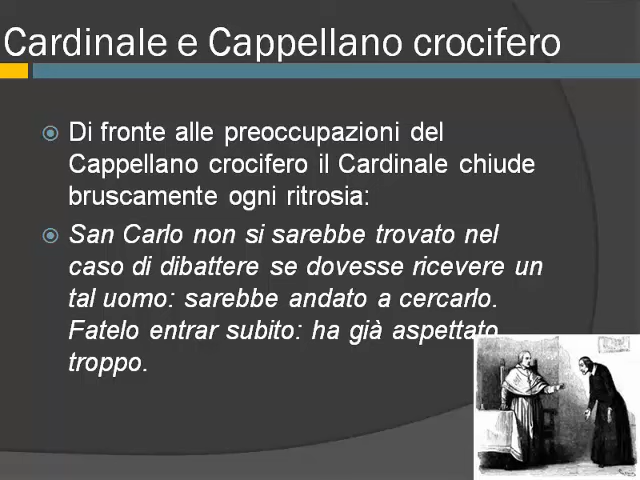 Cardinale e Cappellano crocifero
Di fronte alle preoccupazioni del
Cappellano crocifero il Cardinale chiude
bruscamente ogni ritrosia:
San Carlo non si sarebbe trovato nel
caso di dibattere se dovesse ricevere un
tal uomo: sarebbe andato a cercarlo.
Fatelo entrar subito: ha già aspettato
troppo.